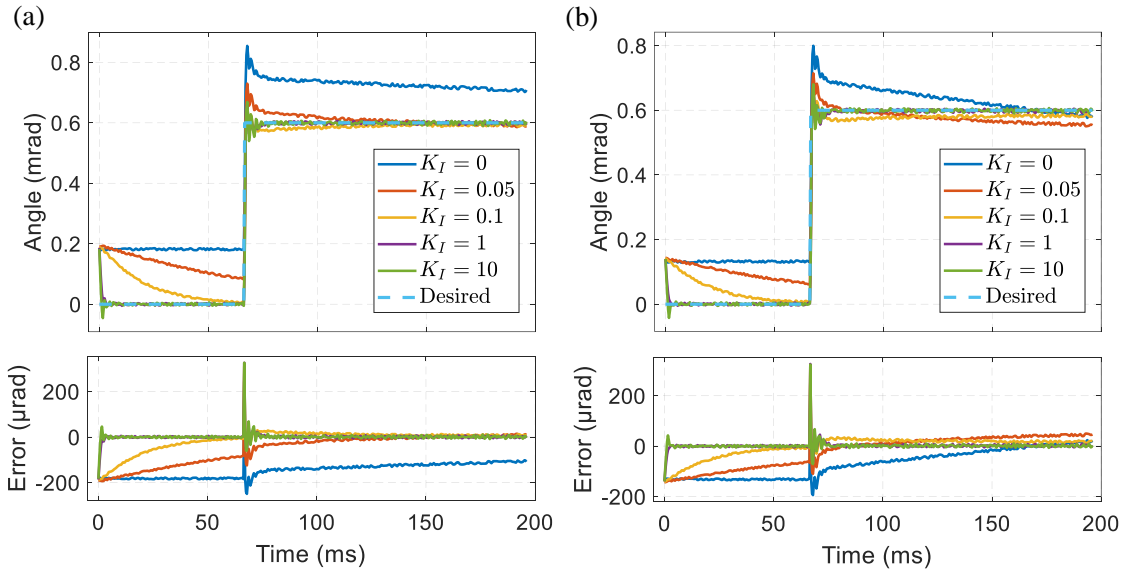 (a)
0.8
0.6
0.4
0.2
0
Angle (mrad)
K_I = 0
K_I = 0.05
K_I = 0.1
K_I = 1
K_I = 10
Desired
200
0
-200
Error (μrad)
0 50 100 150 200
Time (ms)
(b)
0.8
0.6
0.4
0.2
0
Angle (mrad)
K_I = 0
K_I = 0.05
K_I = 0.1
K_I = 1
K_I = 10
Desired
200
0
-200
Error (μrad)
0 50 100 150 200
Time (ms)